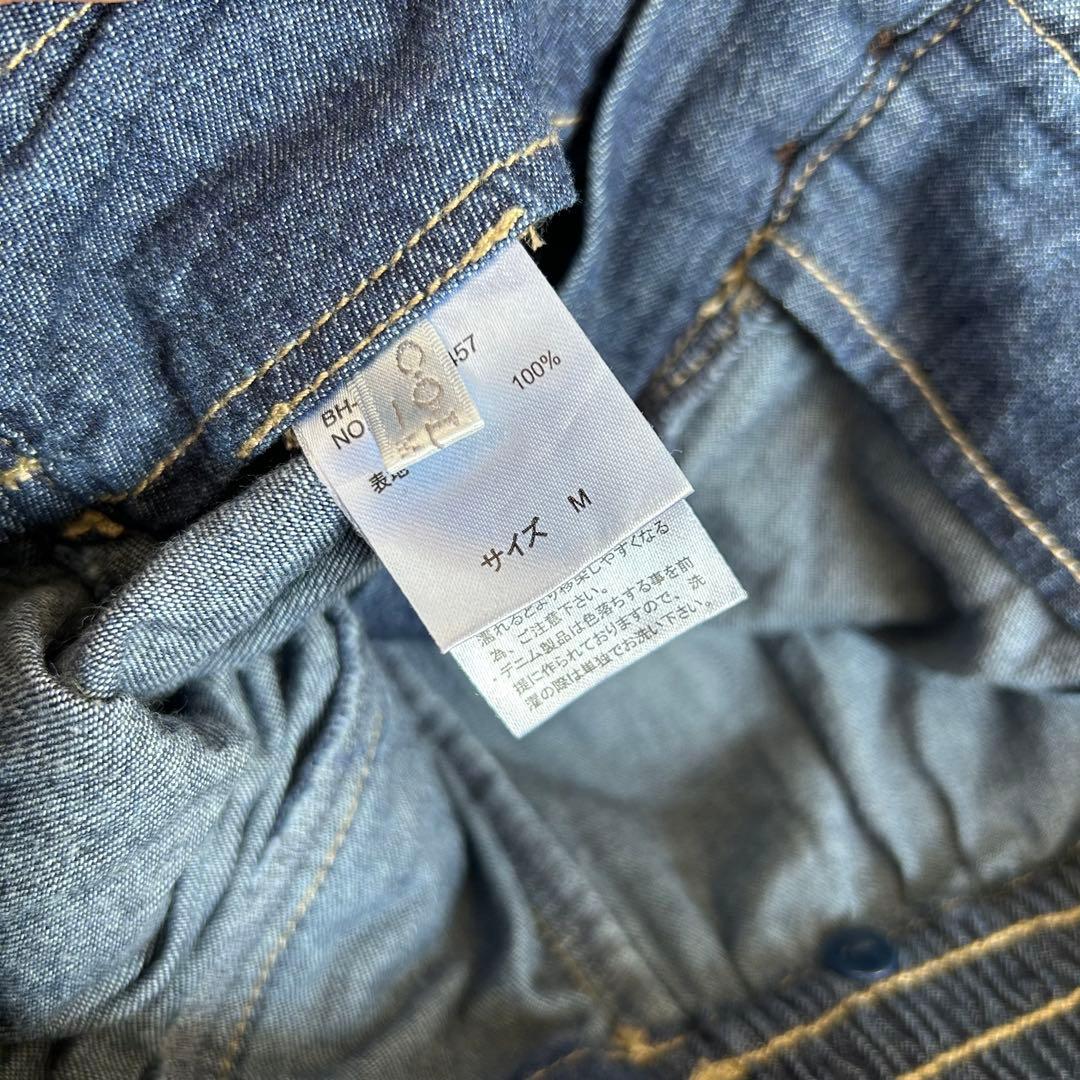 BH-
457
NO
表地
100%
サイズ M
濡れるとより移染しやすくなる
為、ご注意下さい。
・デニム製品は色落ちする事を前
提に作られておりますので、洗
濯の際は単独でお洗い下さい。